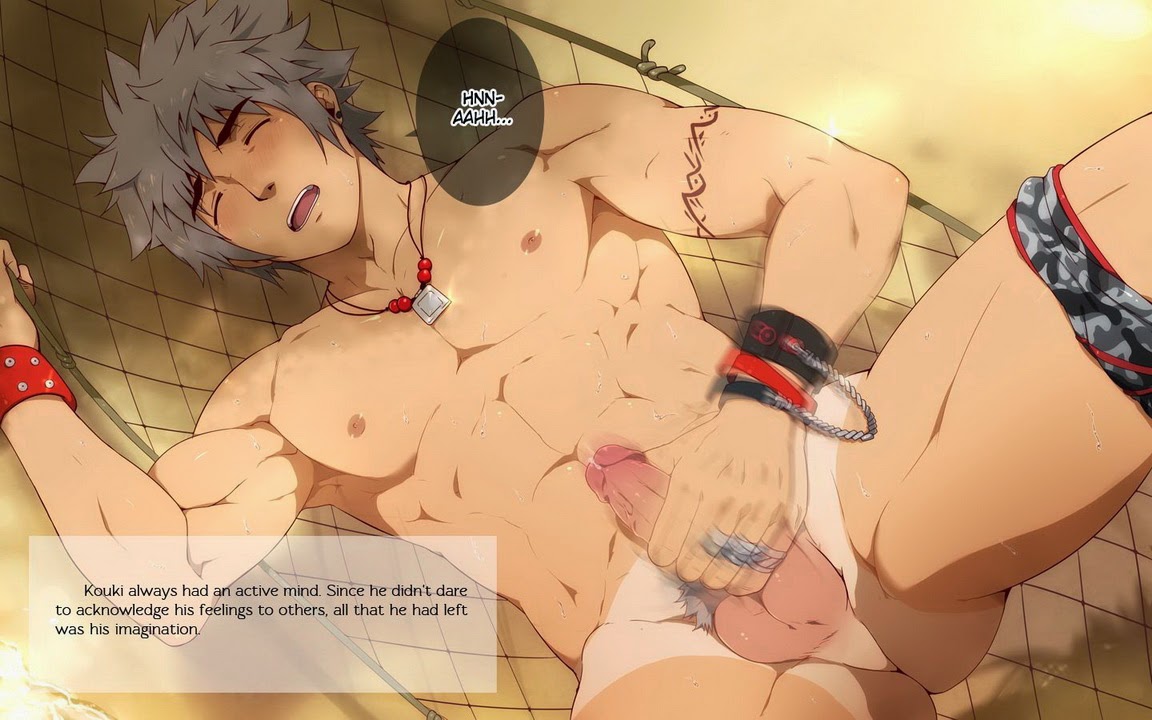 HNN-
AAHH...
Kouki always had an active mind. Since he didn't dare
to acknowledge his feelings to others, all that he had left
was his imagination.